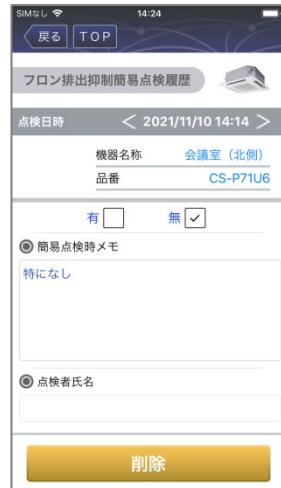 SIMなし 14:24
戻る TOP
フロン排出抑制簡易点検履歴
点検日時 < 2021/11/10 14:14 >
機器名称 会議室（北側）
品番 CS-P71U6
有 無
簡易点検時メモ
特になし
点検者氏名
削除